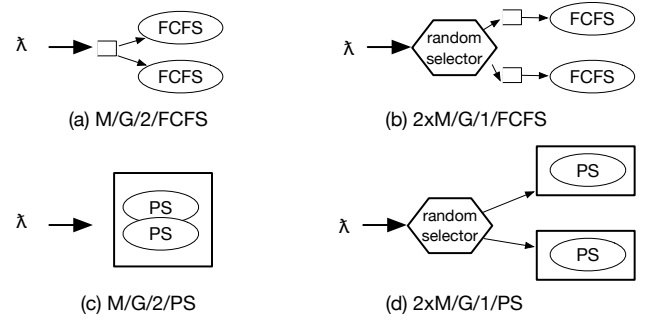 ƛ
FCFS
FCFS
(a) M/G/2/FCFS
ƛ
random
selector
FCFS
FCFS
(b) 2xM/G/1/FCFS
ƛ
PS
PS
(c) M/G/2/PS
ƛ
random
selector
PS
PS
(d) 2xM/G/1/PS